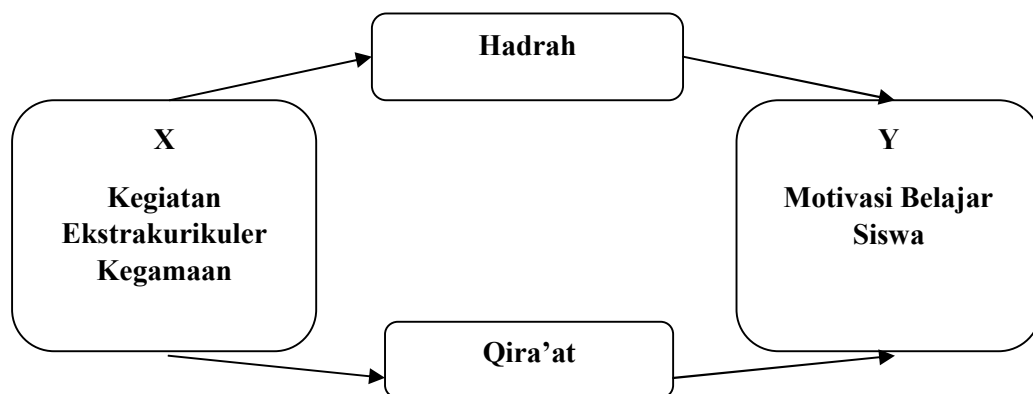 Hadrah
X
Kegiatan
Ekstrakurikuler
Kegamaan
Y
Motivasi Belajar
Siswa
Qira’at